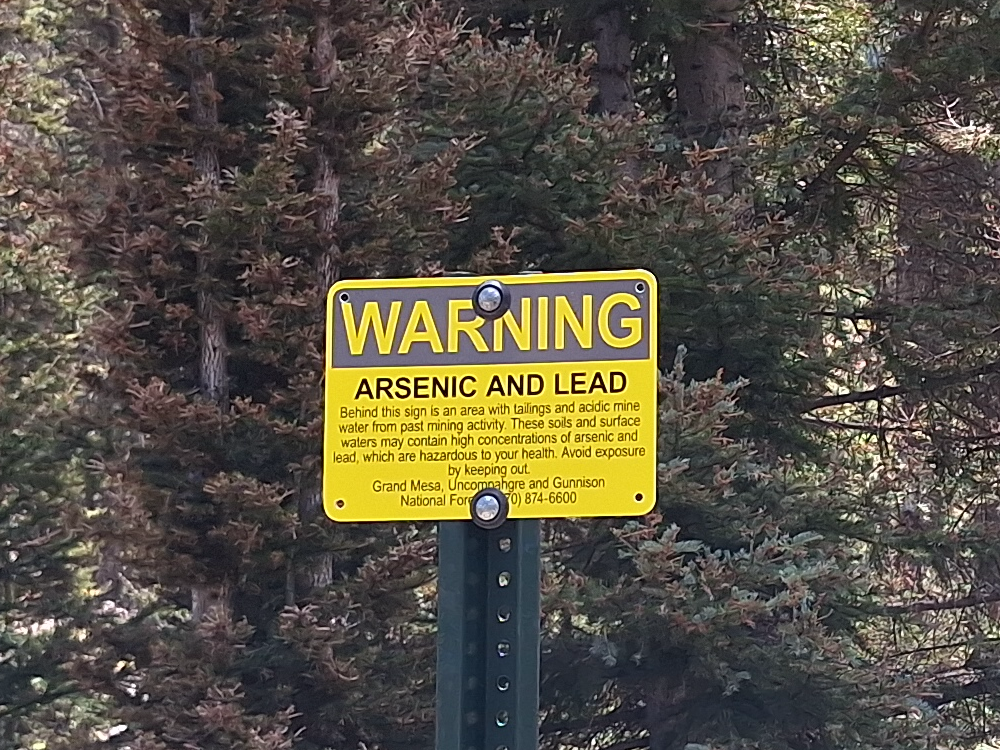 WARNING
ARSENIC AND LEAD
Behind this sign is an area with tailings and acidic mine
water from past mining activity. These soils and surface
waters may contain high concentrations of arsenic and
lead, which are hazardous to your health. Avoid exposure
by keeping out.
Grand Mesa, Uncompahgre and Gunnison
National 874-6600